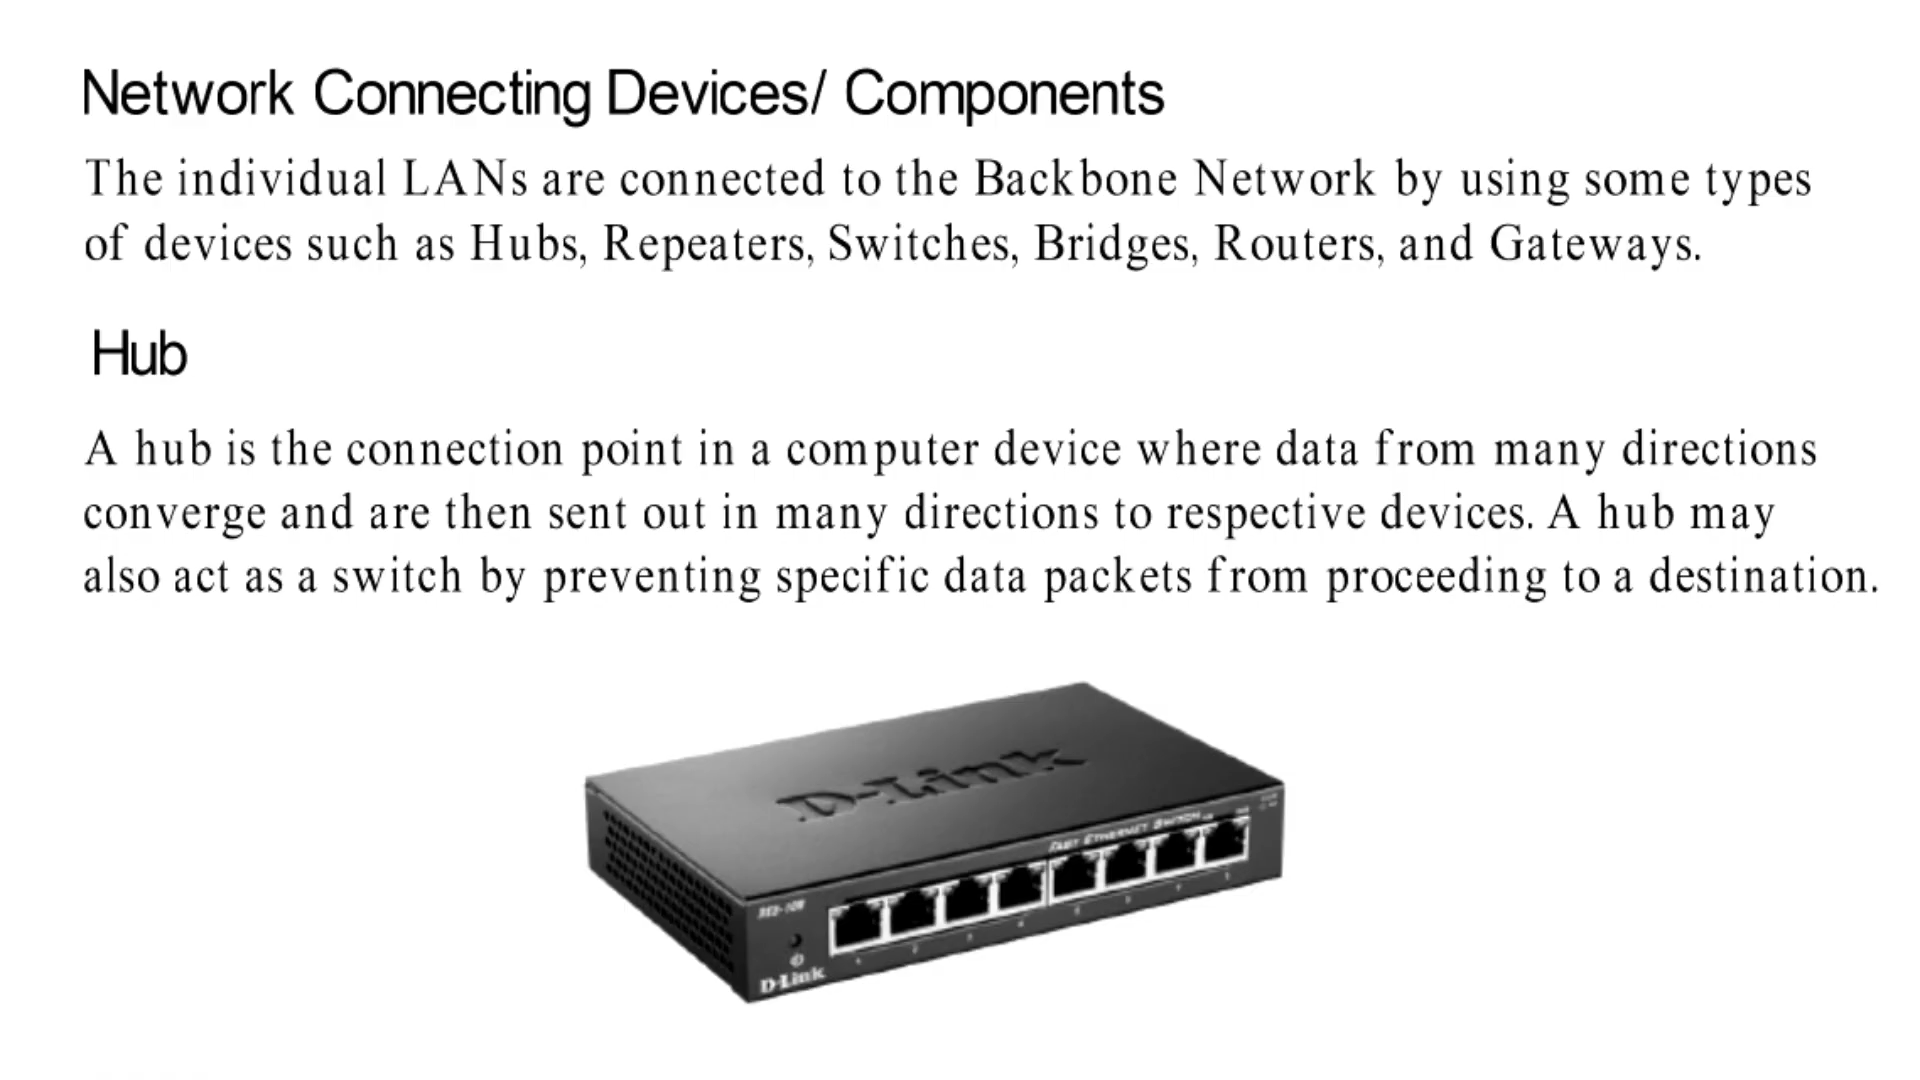 Network Connecting Devices/ Components
The individual LANs are connected to the Backbone Network by using some types
of devices such as Hubs, Repeaters, Switches, Bridges, Routers, and Gateways.
Hub
A hub is the connection point in a computer device where data from many directions
converge and are then sent out in many directions to respective devices. A hub may
also act as a switch by preventing specific data packets from proceeding to a destination.
D-Link
FAST ETHERNET SWITCH
D-Link